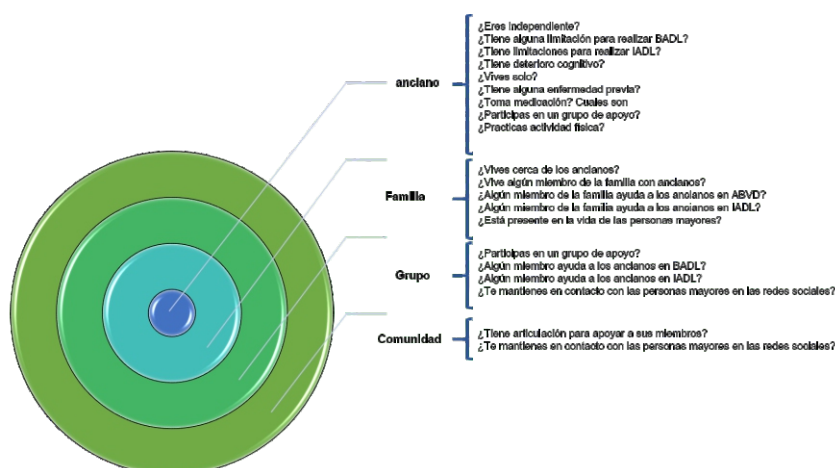 anciano
¿Eres independiente?
¿Tiene alguna limitación para realizar BADL?
¿Tiene limitaciones para realizar IADL?
¿Tiene deterioro cognitivo?
¿Vives solo?
¿Tiene alguna enfermedad previa?
¿Toma medicación? Cuales son
¿Participas en un grupo de apoyo?
¿Practicas actividad física?
Familia
¿Vives cerca de los ancianos?
¿Vive algún miembro de la familia con ancianos?
¿Algún miembro de la familia ayuda a los ancianos en ABVD?
¿Algún miembro de la familia ayuda a los ancianos en IADL?
¿Está presente en la vida de las personas mayores?
Grupo
¿Participas en un grupo de apoyo?
¿Algún miembro ayuda a los ancianos en BADL?
¿Algún miembro ayuda a los ancianos en IADL?
¿Te mantienes en contacto con las personas mayores en las redes sociales?
Comunidad
¿Tiene articulación para apoyar a sus miembros?
¿Te mantienes en contacto con las personas mayores en las redes sociales?